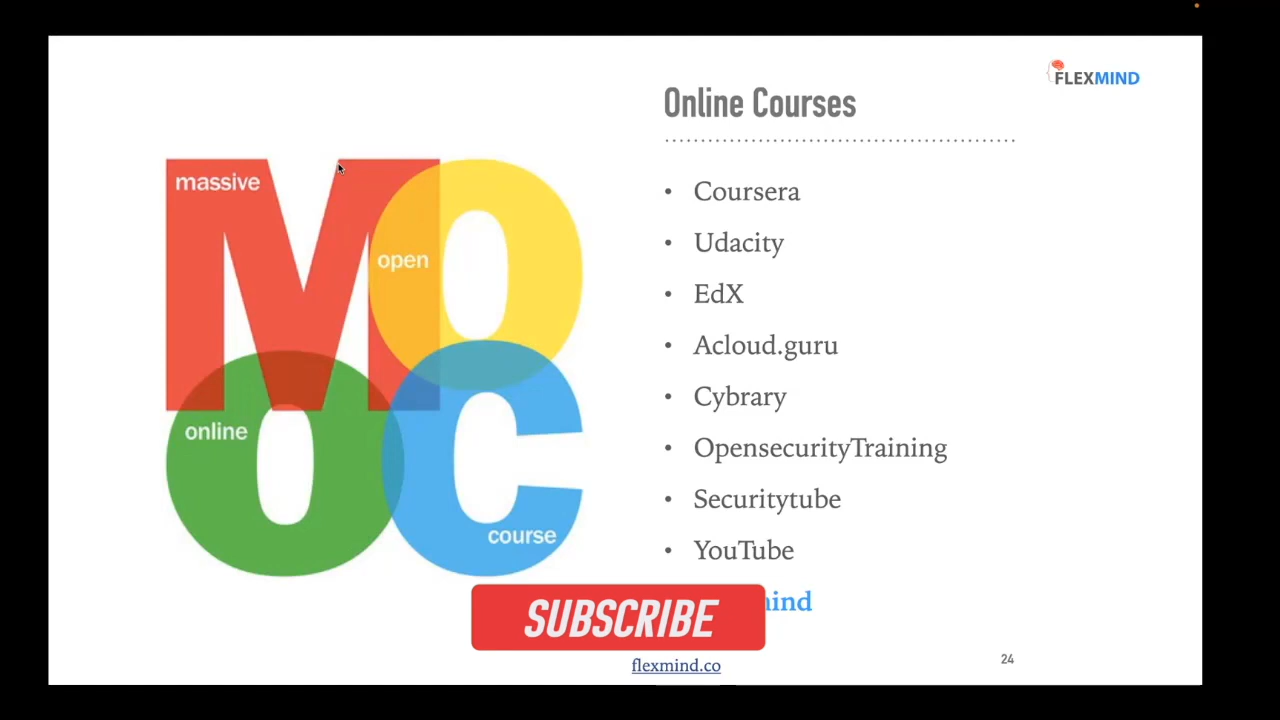 FLEXMIND
Online Courses
massive
open
online
course
• Coursera
• Udacity
• EdX
• Acloud.guru
• Cybrary
• OpensecurityTraining
• Securitytube
• YouTube
SUBSCRIBE
flexmind.co
24